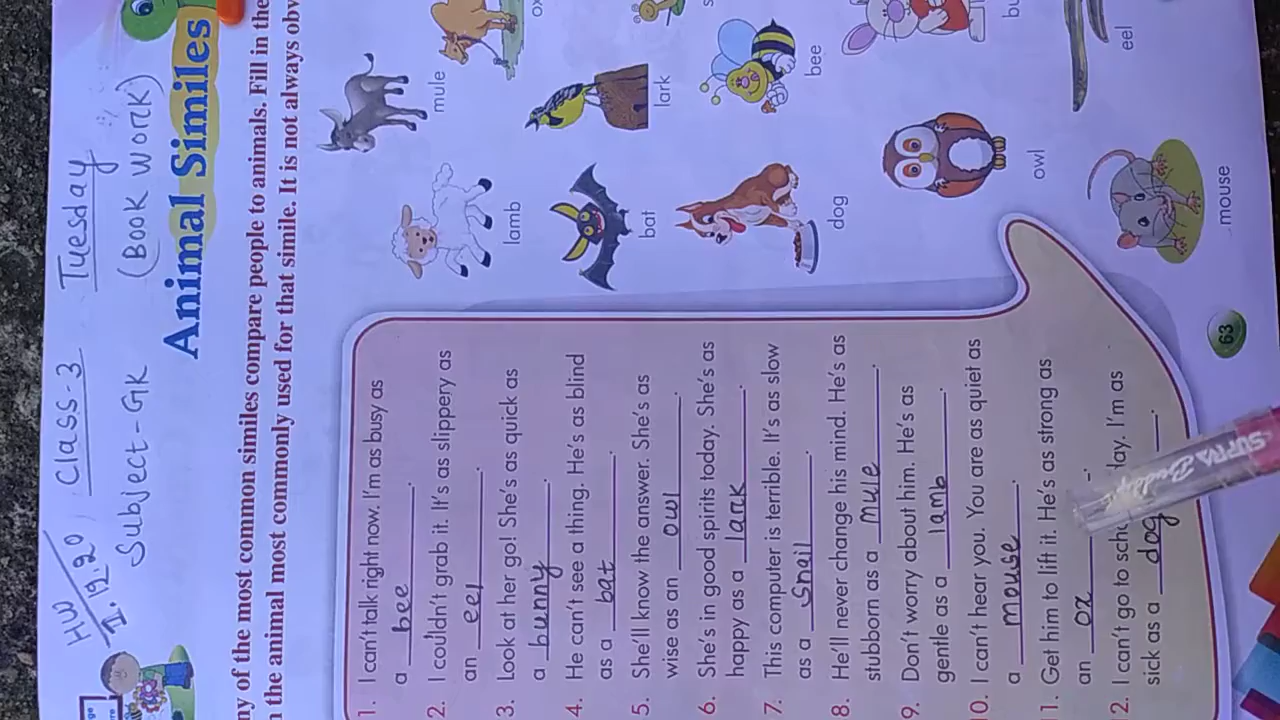 HW Class-3 Tuesday
II.19.20
Subject-GK (BOOK WORK)
Animal Similes
ny of the most common similes compare people to animals. Fill in the
the animal most commonly used for that simile. It is not always obv
1. I can't talk right now. I'm as busy as
a bee.
2. I couldn't grab it. It's as slippery as
an eel.
3. Look at her go! She's as quick as
a bunny.
4. He can't see a thing. He's as blind
as a bat.
5. She'll know the answer. She's as
wise as an owl.
6. She's in good spirits today. She's as
happy as a lark.
7. This computer is terrible. It's as slow
as a snail.
8. He'll never change his mind. He's as
stubborn as a mule.
9. Don't worry about him. He's as
gentle as a lamb.
10. I can't hear you. You are as quiet as
a mouse.
11. Get him to lift it. He's as strong as
an ox.
2. I can't go to scho day. I'm as
sick as a dog.
mule
ox
lamb
lark
bat
bee
dog
bu
owl
eel
mouse
63
SUPRA